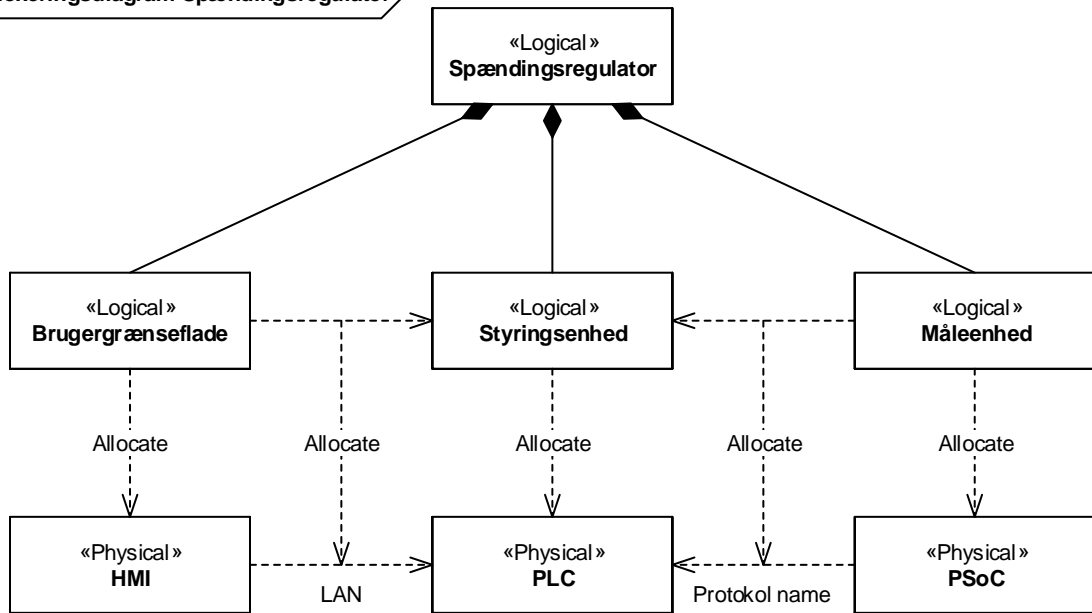 Spændingsregulator
«Logical»
Spændingsregulator
«Logical»
Brugergrænseflade
«Logical»
Styringsenhed
«Logical»
Måleenhed
Allocate
Allocate
Allocate
Allocate
Allocate
«Physical»
HMI
«Physical»
PLC
«Physical»
PSoC
LAN
Protokol name